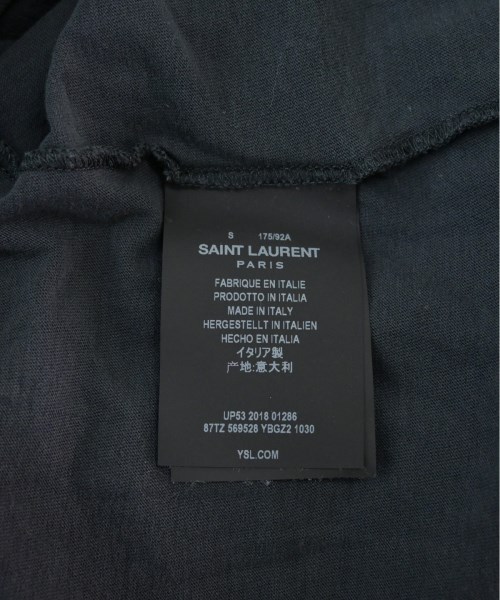 S 175/92A
SAINT LAURENT
PARIS
FABRIQUE EN ITALIE
PRODOTTO IN ITALIA
MADE IN ITALY
HERGESTELLT IN ITALIEN
HECHO EN ITALIA
イタリア製
产地:意大利
UP53 2018 01286
87TZ 569528 YBGZ2 1030
YSL.COM